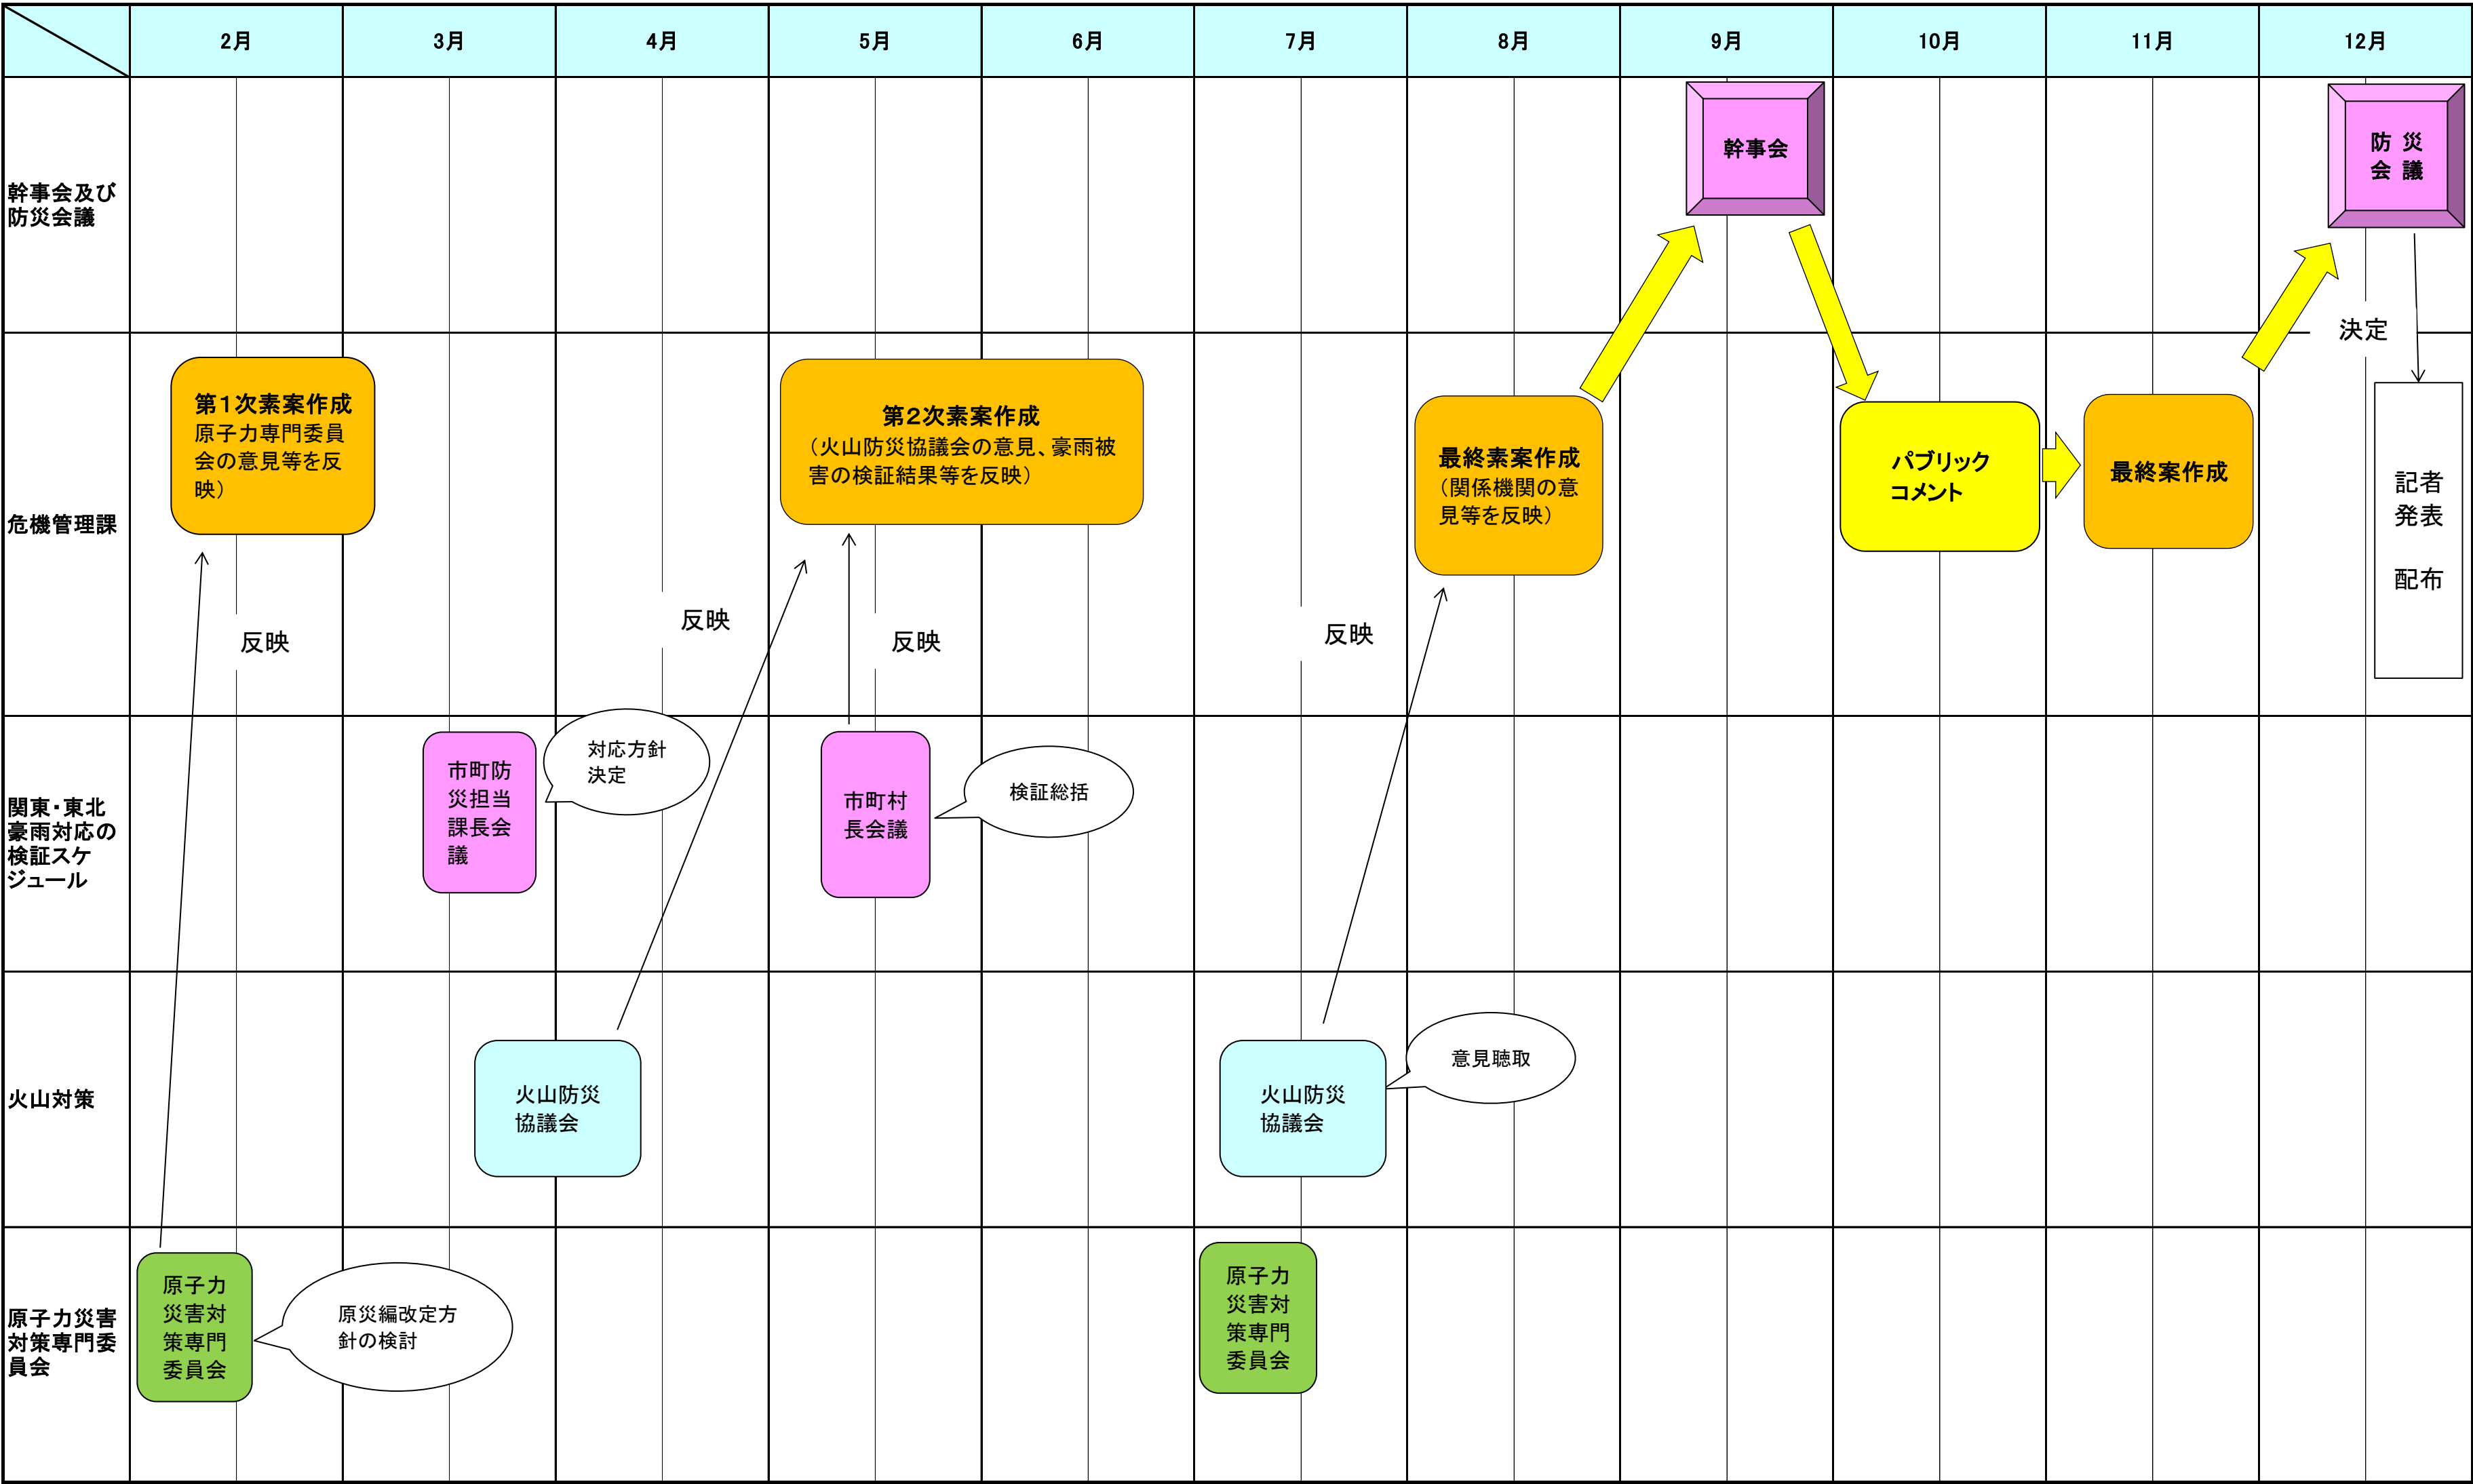 2月
3月
4月
5月
6月
7月
8月
9月
10月
11月
12月
幹事会及び
防災会議
幹事会
防 災
会 議
決定
危機管理課
第1次素案作成
原子力専門委員
会の意見等を反
映)
第2次素案作成
(火山防災協議会の意見、豪雨被
害の検証結果等を反映)
最終素案作成
(関係機関の意
見等を反映)
パブリック
コメント
最終案作成
記者
発表
配布
反映
反映
反映
反映
関東・東北
豪雨対応の
検証スケ
ジュール
市町防
災担当
課長会
議
対応方針
決定
市町村
長会議
検証総括
火山対策
火山防災
協議会
火山防災
協議会
意見聴取
原子力災害
対策専門委
員会
原子力
災害対
策専門
委員会
原災編改定方
針の検討
原子力
災害対
策専門
委員会